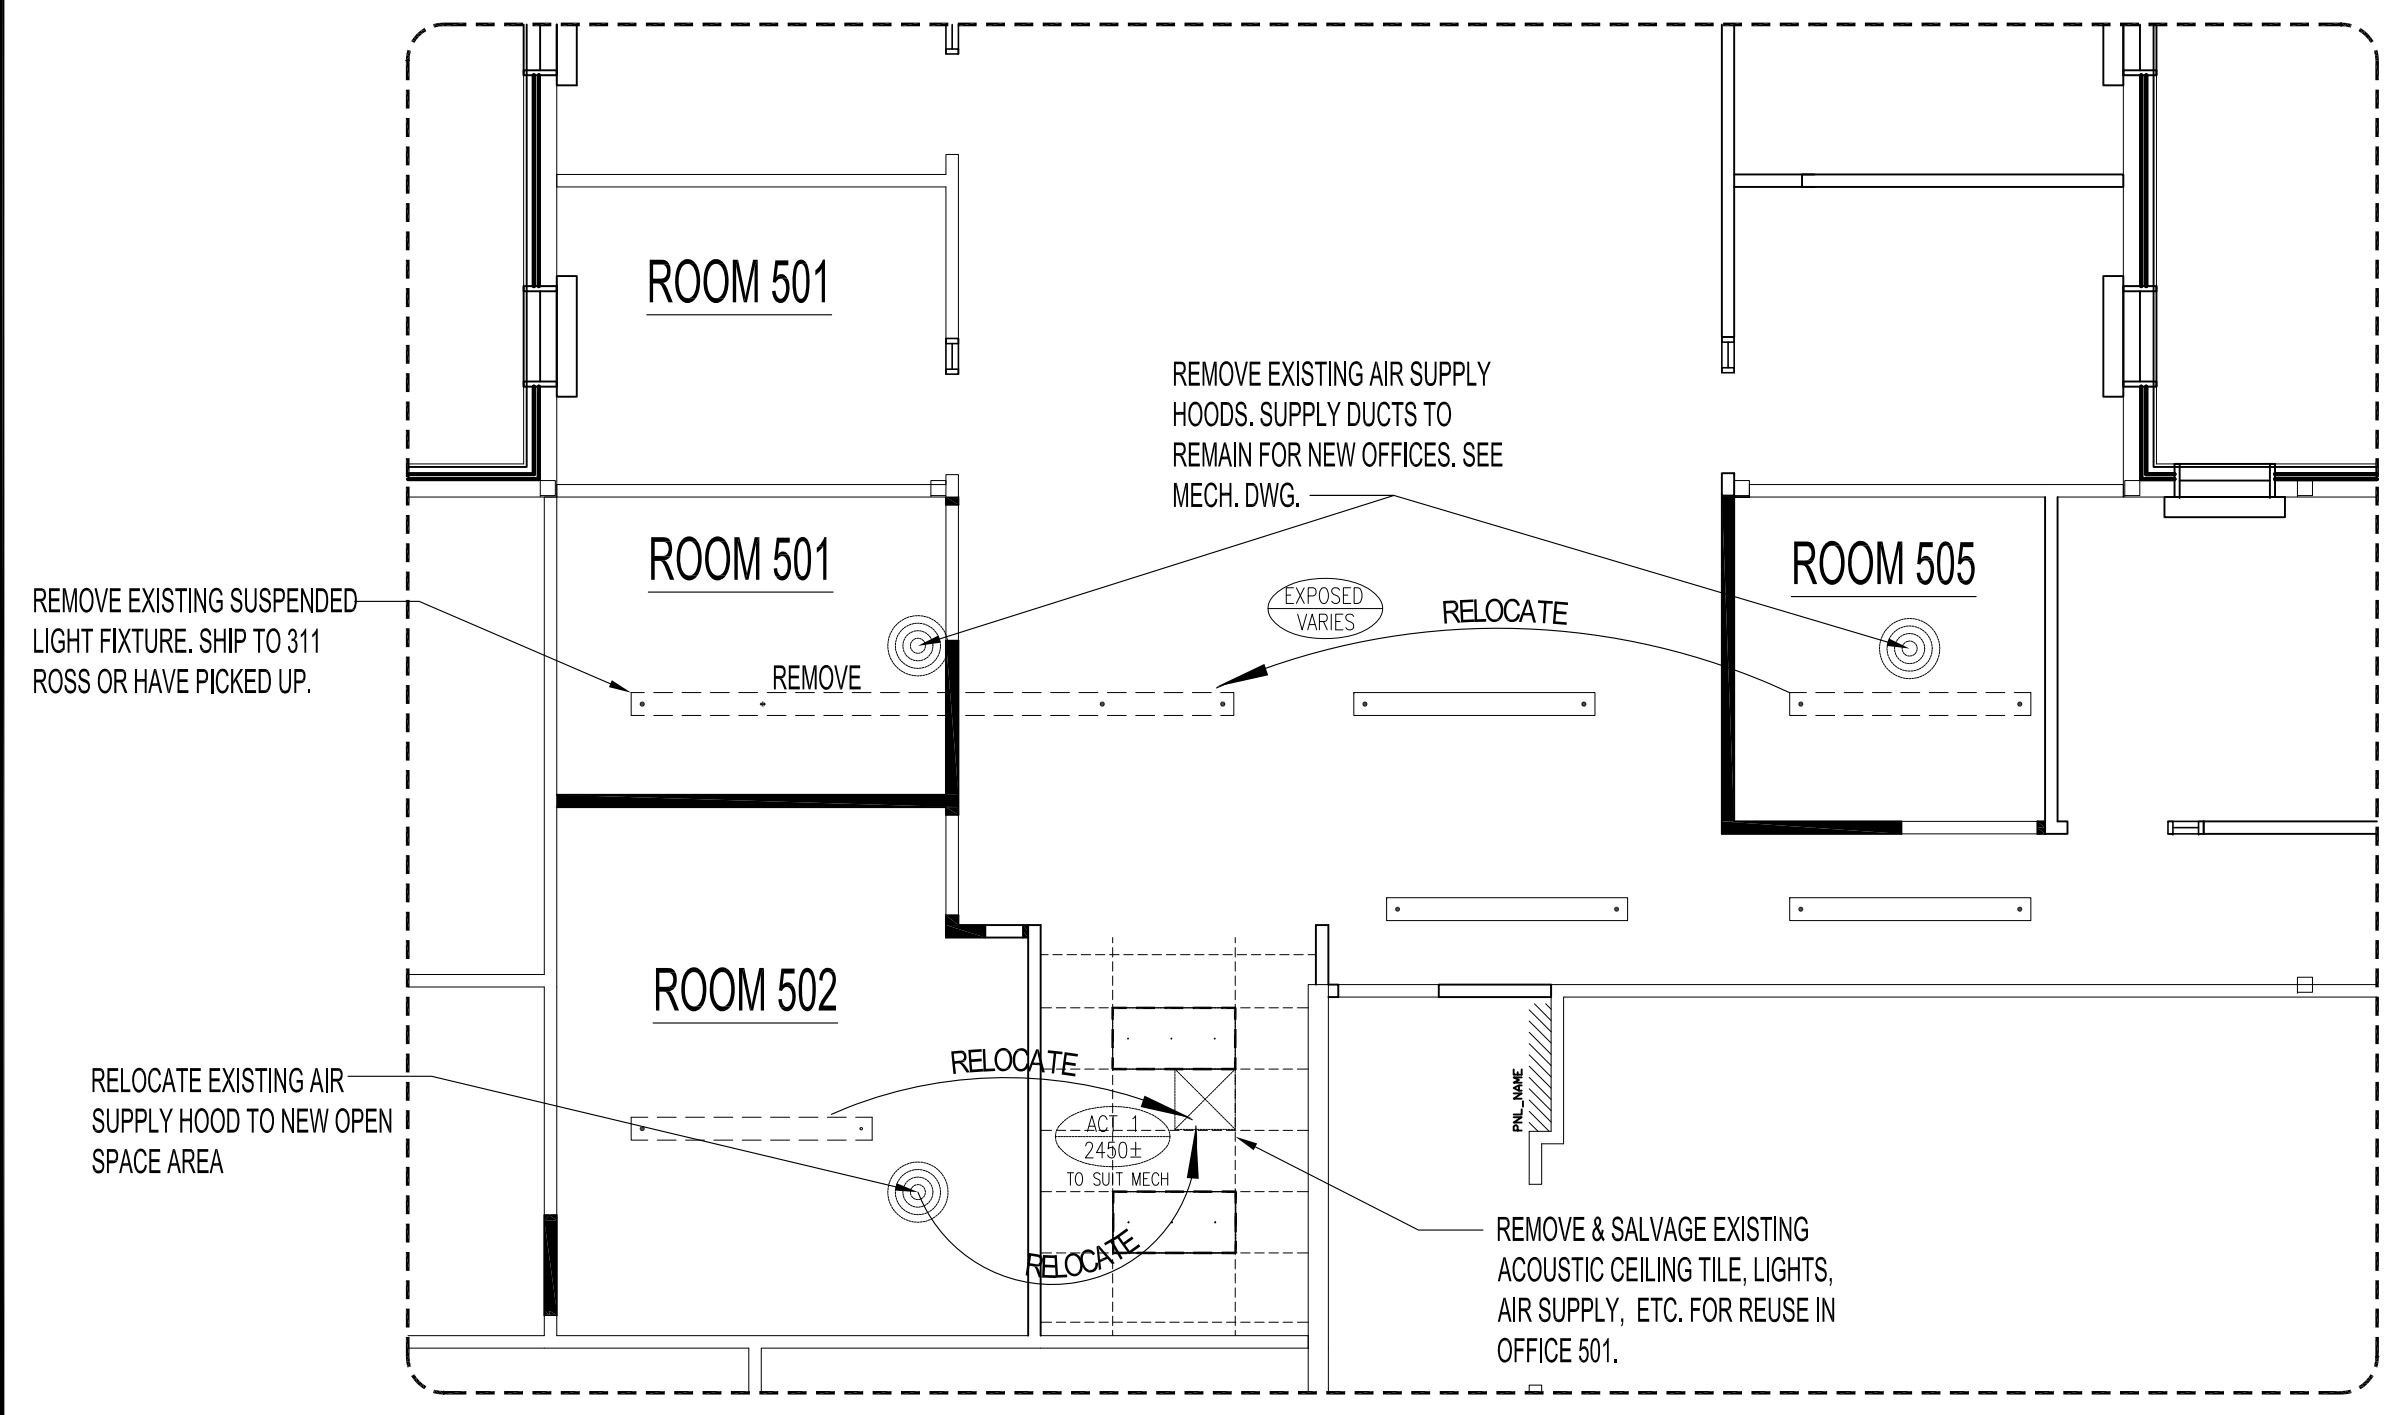 ROOM 501
REMOVE EXISTING AIR SUPPLY
HOODS. SUPPLY DUCTS TO
REMAIN FOR NEW OFFICES. SEE
MECH. DWG.
ROOM 501
ROOM 505
REMOVE EXISTING SUSPENDED
LIGHT FIXTURE. SHIP TO 311
ROSS OR HAVE PICKED UP.
EXPOSED
VARIES
RELOCATE
REMOVE
ROOM 502
RELOCATE
RELOCATE EXISTING AIR
SUPPLY HOOD TO NEW OPEN
SPACE AREA
ACT 1
2450±
TO SUIT MECH
PNL_NAME
RELOCATE
REMOVE & SALVAGE EXISTING
ACOUSTIC CEILING TILE, LIGHTS,
AIR SUPPLY, ETC. FOR REUSE IN
OFFICE 501.